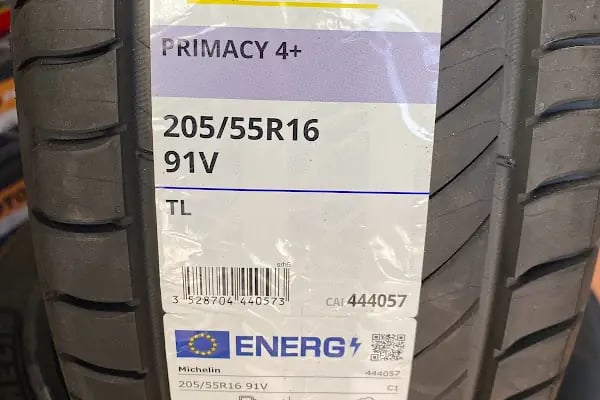 PRIMACY 4+
205/55R16
91V
TL
3 528704 440573
CAI 444057
ENERG
Michelin 444057
205/55R16 91V C1